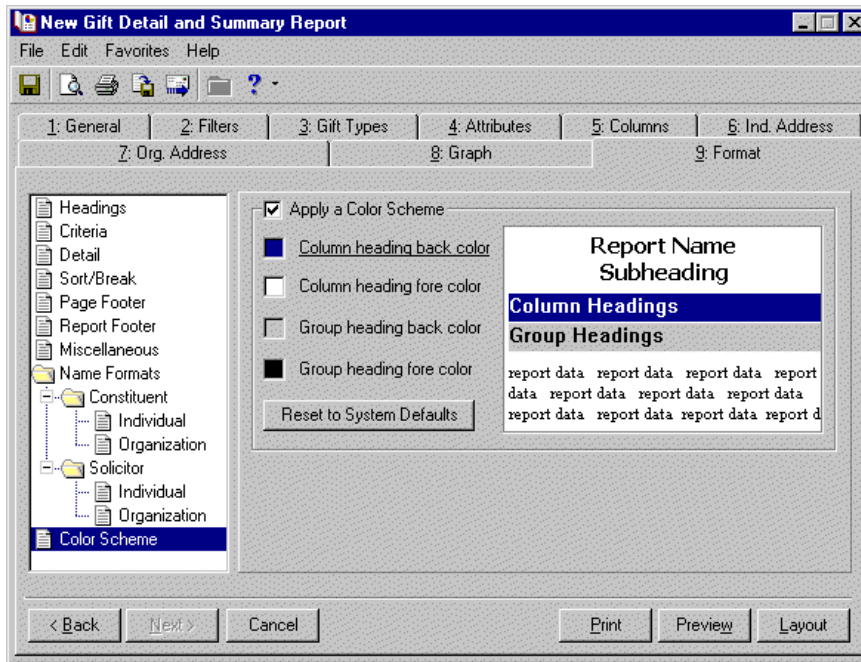 New Gift Detail and Summary Report
File Edit Favorites Help
1: General 2: Filters 3: Gift Types 4: Attributes 5: Columns 6: Ind. Address
7: Org. Address 8: Graph 9: Format
Headings
Criteria
Detail
Sort/Break
Page Footer
Report Footer
Miscellaneous
Name Formats
Constituent
Individual
Organization
Solicitor
Individual
Organization
Color Scheme
Apply a Color Scheme
Column heading back color
Column heading fore color
Group heading back color
Group heading fore color
Reset to System Defaults
Report Name
Subheading
Column Headings
Group Headings
report data report data report data report
data report data report data report data
report data report data report data report d
< Back Next > Cancel Print Preview Layout